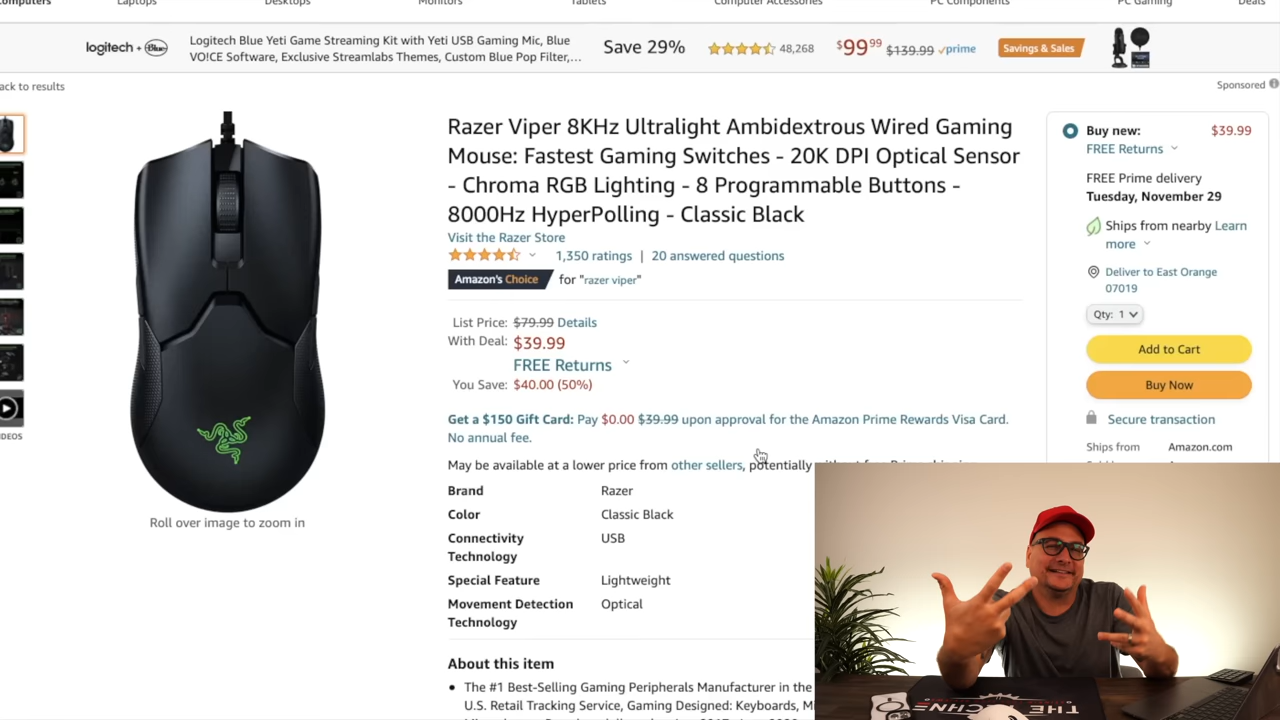 Laptops
Desktops
Monitors
Tablets
Computer Accessories
PC Components
PC Gaming
Deals
logitech + Blue
Logitech Blue Yeti Game Streaming Kit with Yeti USB Gaming Mic, Blue
VO!CE Software, Exclusive Streamlabs Themes, Custom Blue Pop Filter,...
Save 29%
48,268
$9999 $139.99 prime
Savings & Sales
ack to results
Sponsored
Razer Viper 8KHz Ultralight Ambidextrous Wired Gaming
Mouse: Fastest Gaming Switches - 20K DPI Optical Sensor
- Chroma RGB Lighting - 8 Programmable Buttons -
8000Hz HyperPolling - Classic Black
Visit the Razer Store
1,350 ratings | 20 answered questions
Amazon's Choice for "razer viper"
List Price: $79.99 Details
With Deal: $39.99
FREE Returns
You Save: $40.00 (50%)
Get a $150 Gift Card: Pay $0.00 $39.99 upon approval for the Amazon Prime Rewards Visa Card.
No annual fee.
May be available at a lower price from other sellers, potentially
Brand Razer
Color Classic Black
Connectivity USB
Technology
Special Feature Lightweight
Movement Detection Optical
Technology
About this item
The #1 Best-Selling Gaming Peripherals Manufacturer in the
U.S. Retail Tracking Service, Gaming Designed: Keyboards,
Roll over image to zoom in
IDEOS
Buy new: $39.99
FREE Returns
FREE Prime delivery
Tuesday, November 29
Ships from nearby Learn
more
Deliver to East Orange
07019
Qty: 1
Add to Cart
Buy Now
Secure transaction
Ships from Amazon.com
THE TECHNE